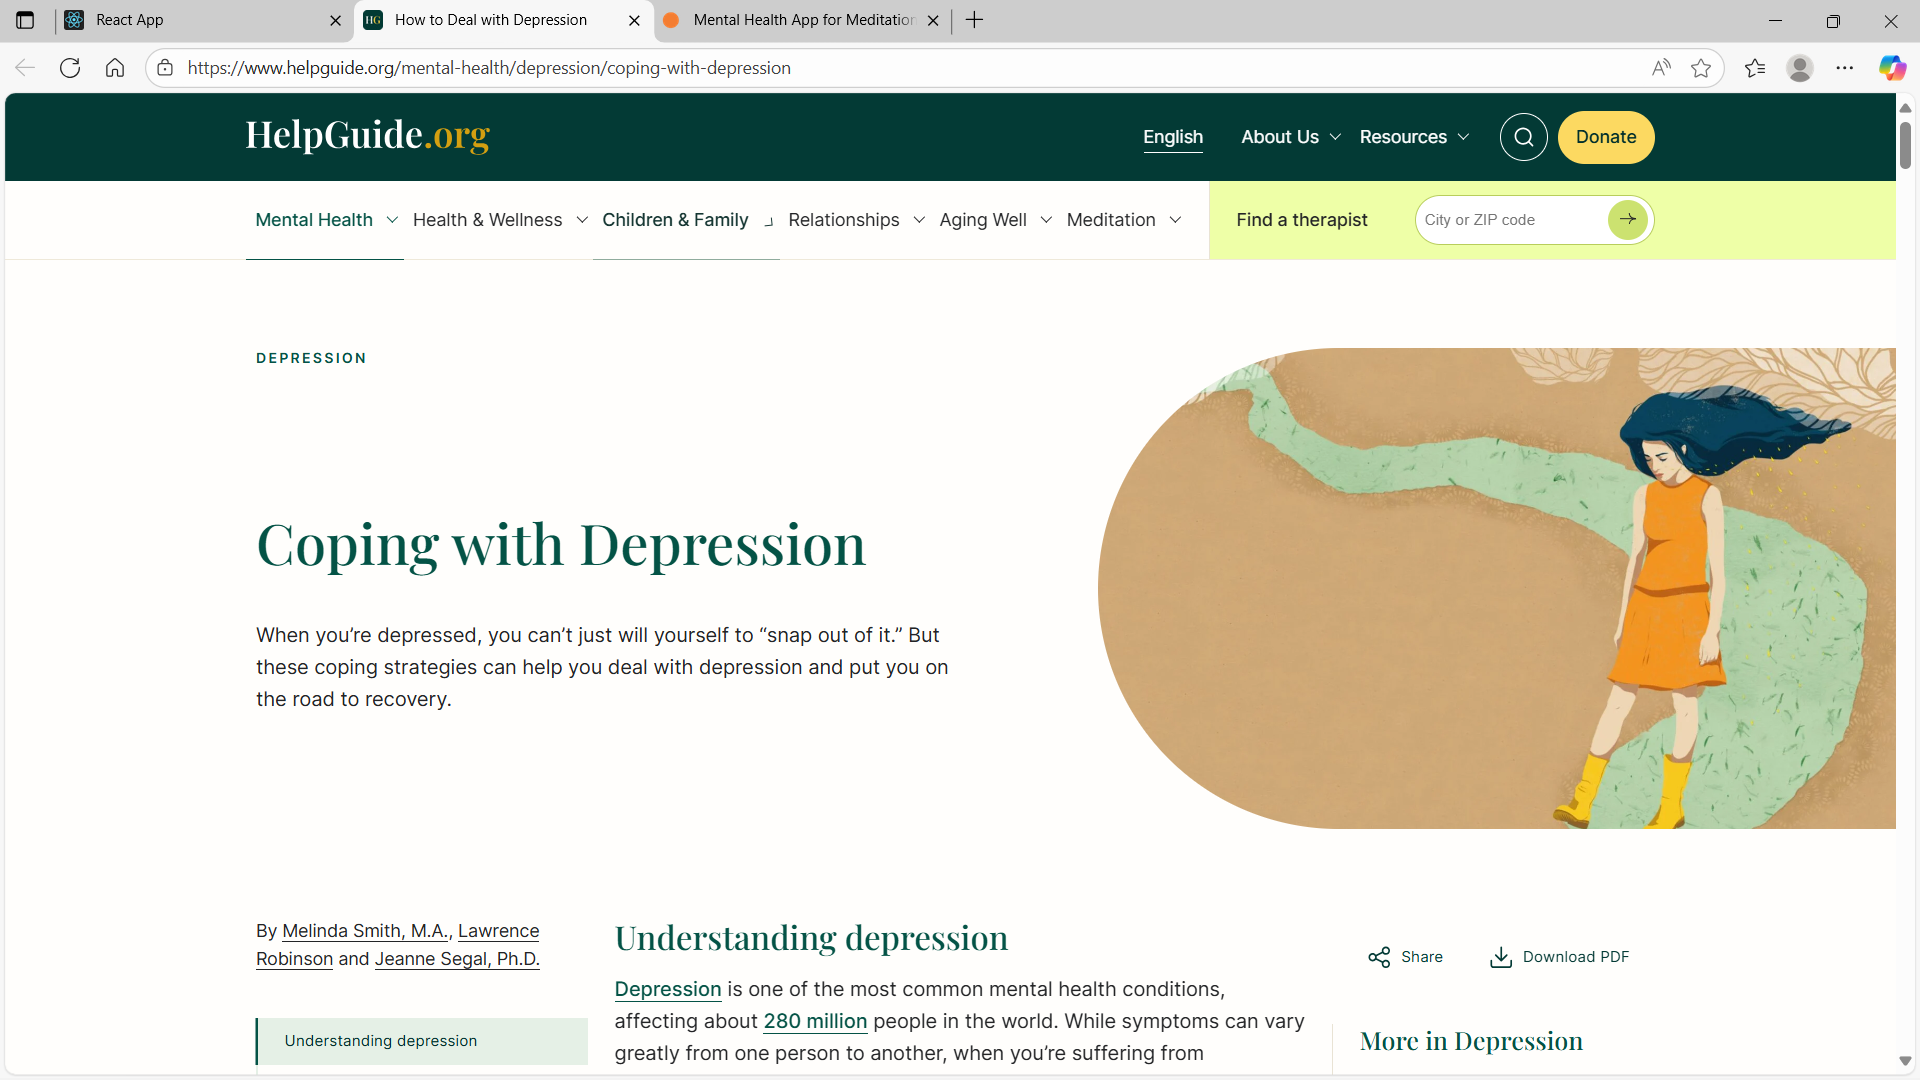 React App
How to Deal with Depression
Mental Health App for Meditation
https://www.helpguide.org/mental-health/depression/coping-with-depression
HelpGuide.org
English
About Us
Resources
Donate
Mental Health
Health & Wellness
Children & Family
Relationships
Aging Well
Meditation
Find a therapist
City or ZIP code
DEPRESSION
Coping with Depression
When you’re depressed, you can’t just will yourself to “snap out of it.” But
these coping strategies can help you deal with depression and put you on
the road to recovery.
By Melinda Smith, M.A., Lawrence
Robinson and Jeanne Segal, Ph.D.
Understanding depression
Understanding depression
Depression is one of the most common mental health conditions,
affecting about 280 million people in the world. While symptoms can vary
greatly from one person to another, when you’re suffering from
Share
Download PDF
More in Depression